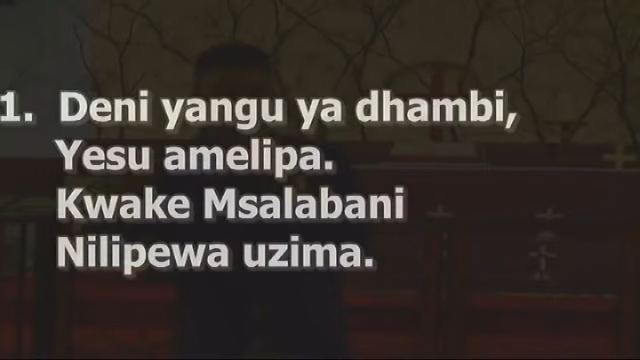 1. Deni yangu ya dhambi,
Yesu amelipa.
Kwake Msalabani
Nilipewa uzima.